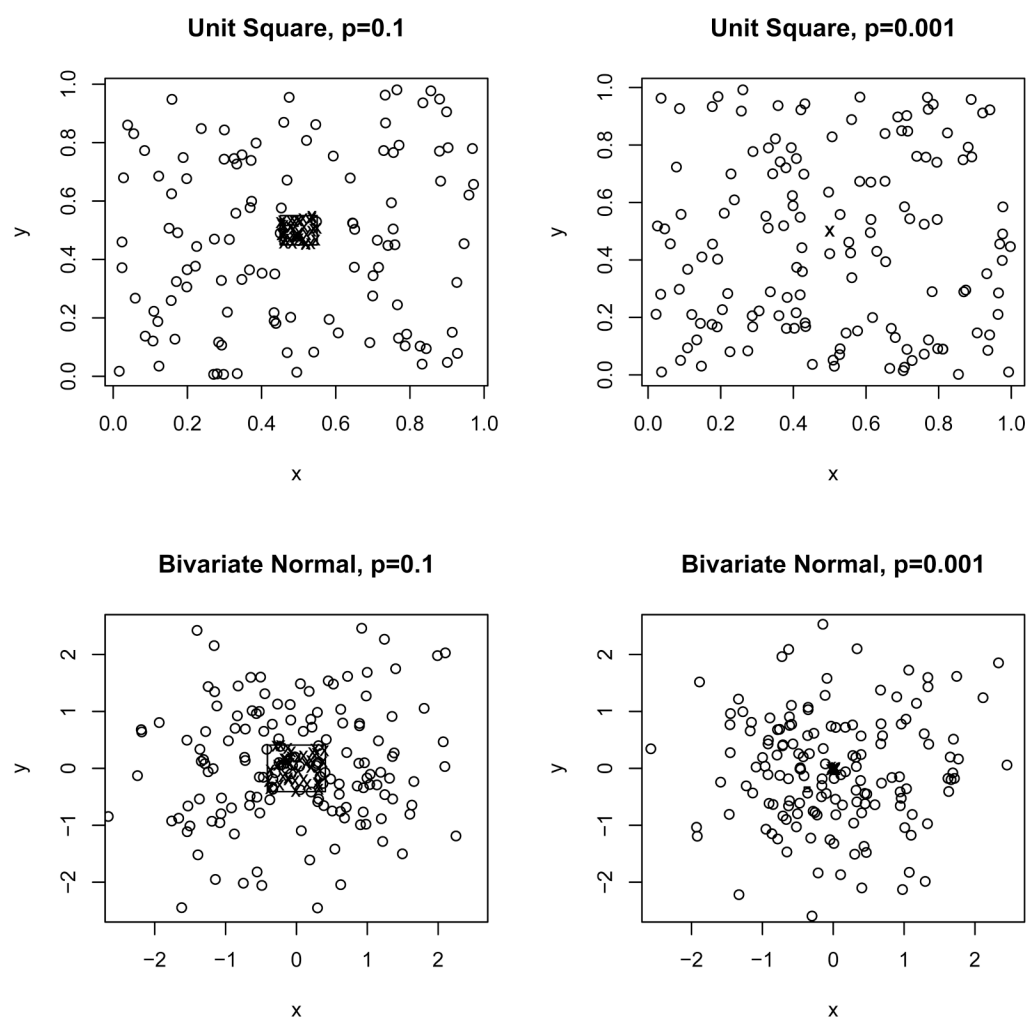 Unit Square, p=0.1
1.0
0.8
0.6
0.4
0.2
0.0
y
0.0 0.2 0.4 0.6 0.8 1.0
x
Unit Square, p=0.001
1.0
0.8
0.6
0.4
0.2
0.0
y
0.0 0.2 0.4 0.6 0.8 1.0
x
Bivariate Normal, p=0.1
2
1
0
−1
−2
y
−2 −1 0 1 2
x
Bivariate Normal, p=0.001
2
1
0
−1
−2
y
−2 −1 0 1 2
x